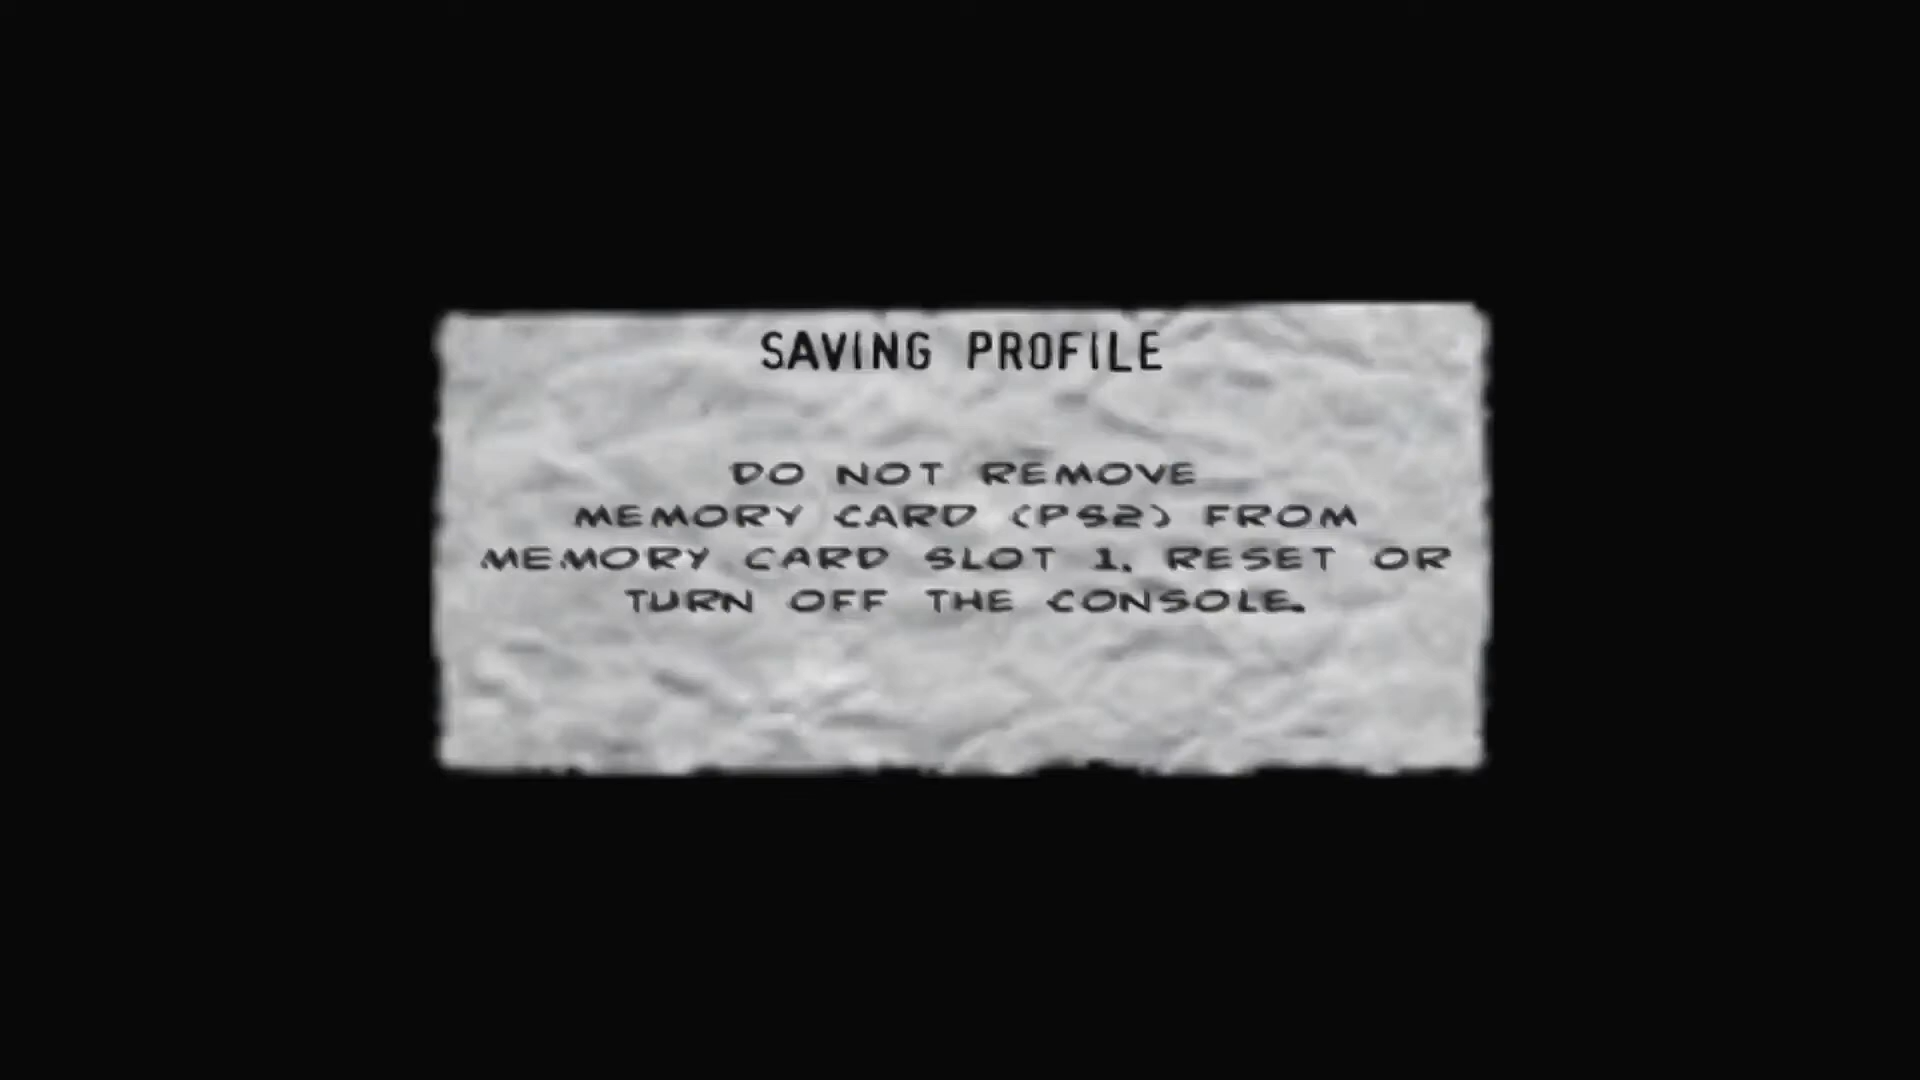 SAVING PROFILE
DO NOT REMOVE
MEMORY CARD (PS2) FROM
MEMORY CARD SLOT 1. RESET OR
TURN OFF THE CONSOLE.